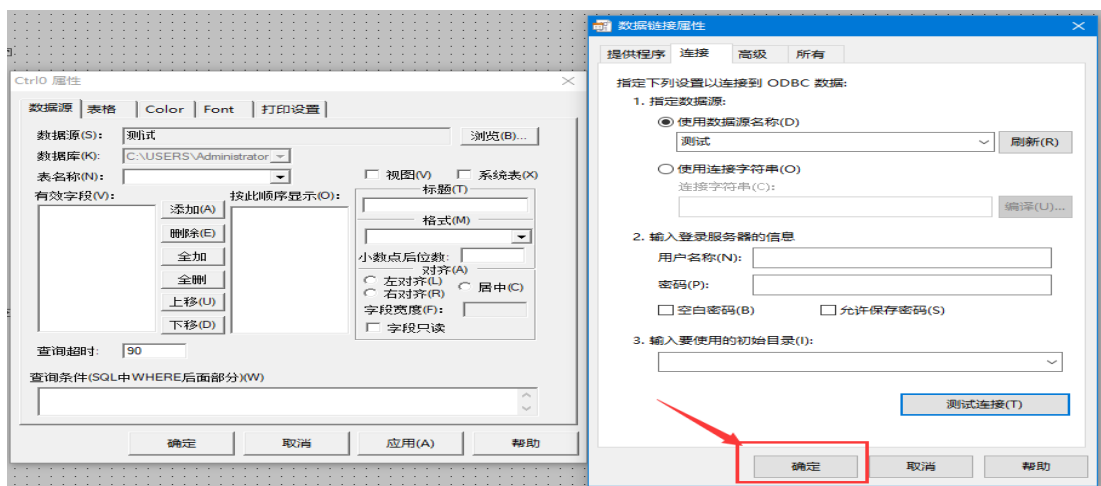 Ctrl0 属性
数据源 表格 Color Font 打印设置
数据源(S): 测试 浏览(B)...
数据库(K): C:\USERS\Administrator
表名称(N): 视图(V) 系统表(X)
有效字段(V): 按此顺序显示(O): 标题(T)
添加(A)
格式(M)
删除(E)
全加 小数点后位数:
对齐(A)
全删 左对齐(L) 居中(C)
右对齐(R)
上移(U) 字段宽度(F):
下移(D) 字段只读
查询超时: 90
查询条件(SQL中WHERE后面部分)(W)
确定 取消 应用(A) 帮助
数据链接属性
提供程序 连接 高级 所有
指定下列设置以连接到 ODBC 数据:
1. 指定数据源:
使用数据源名称(D)
测试 刷新(R)
使用连接字符串(O)
连接字符串(C):
编译(U)...
2. 输入登录服务器的信息
用户名称(N):
密码(P):
空白密码(B) 允许保存密码(S)
3. 输入要使用的初始目录(I):
测试连接(T)
确定 取消 帮助